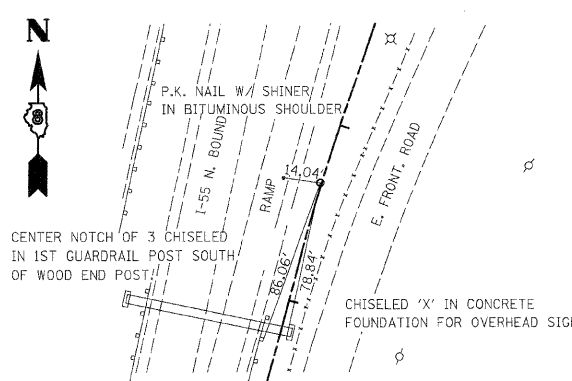 N
P.K. NAIL W/ SHINER
IN BITUMINOUS SHOULDER
I-55 N. BOUND
RAMP
14.04'
E. FRONT. ROAD
CENTER NOTCH OF 3 CHISELED
IN 1ST GUARDRAIL POST SOUTH
OF WOOD END POST.
86.06'
78.84'
CHISELED 'X' IN CONCRETE
FOUNDATION FOR OVERHEAD SIG